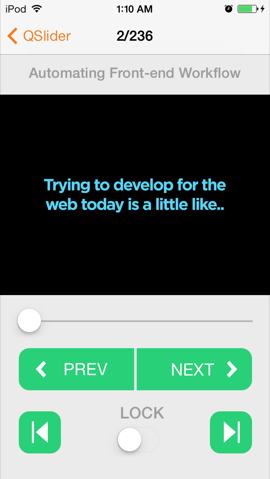 iPod 1:10 AM
QSlider 2/236
Automating Front-end Workflow
Trying to develop for the
web today is a little like..
PREV NEXT
LOCK